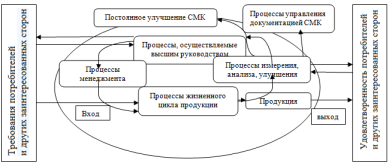 Требования потребителей
и других заинтересованных сторон
Постоянное улучшение СМК
Процессы управления
документацией СМК
Процессы, осуществляемые
высшим руководством
Процессы
менеджмента
Процессы измерения,
анализа, улучшения
Процессы жизненного
цикла продукции
Продукция
Вход
выход
Удовлетворенность потребителей
и других заинтересованных сторон